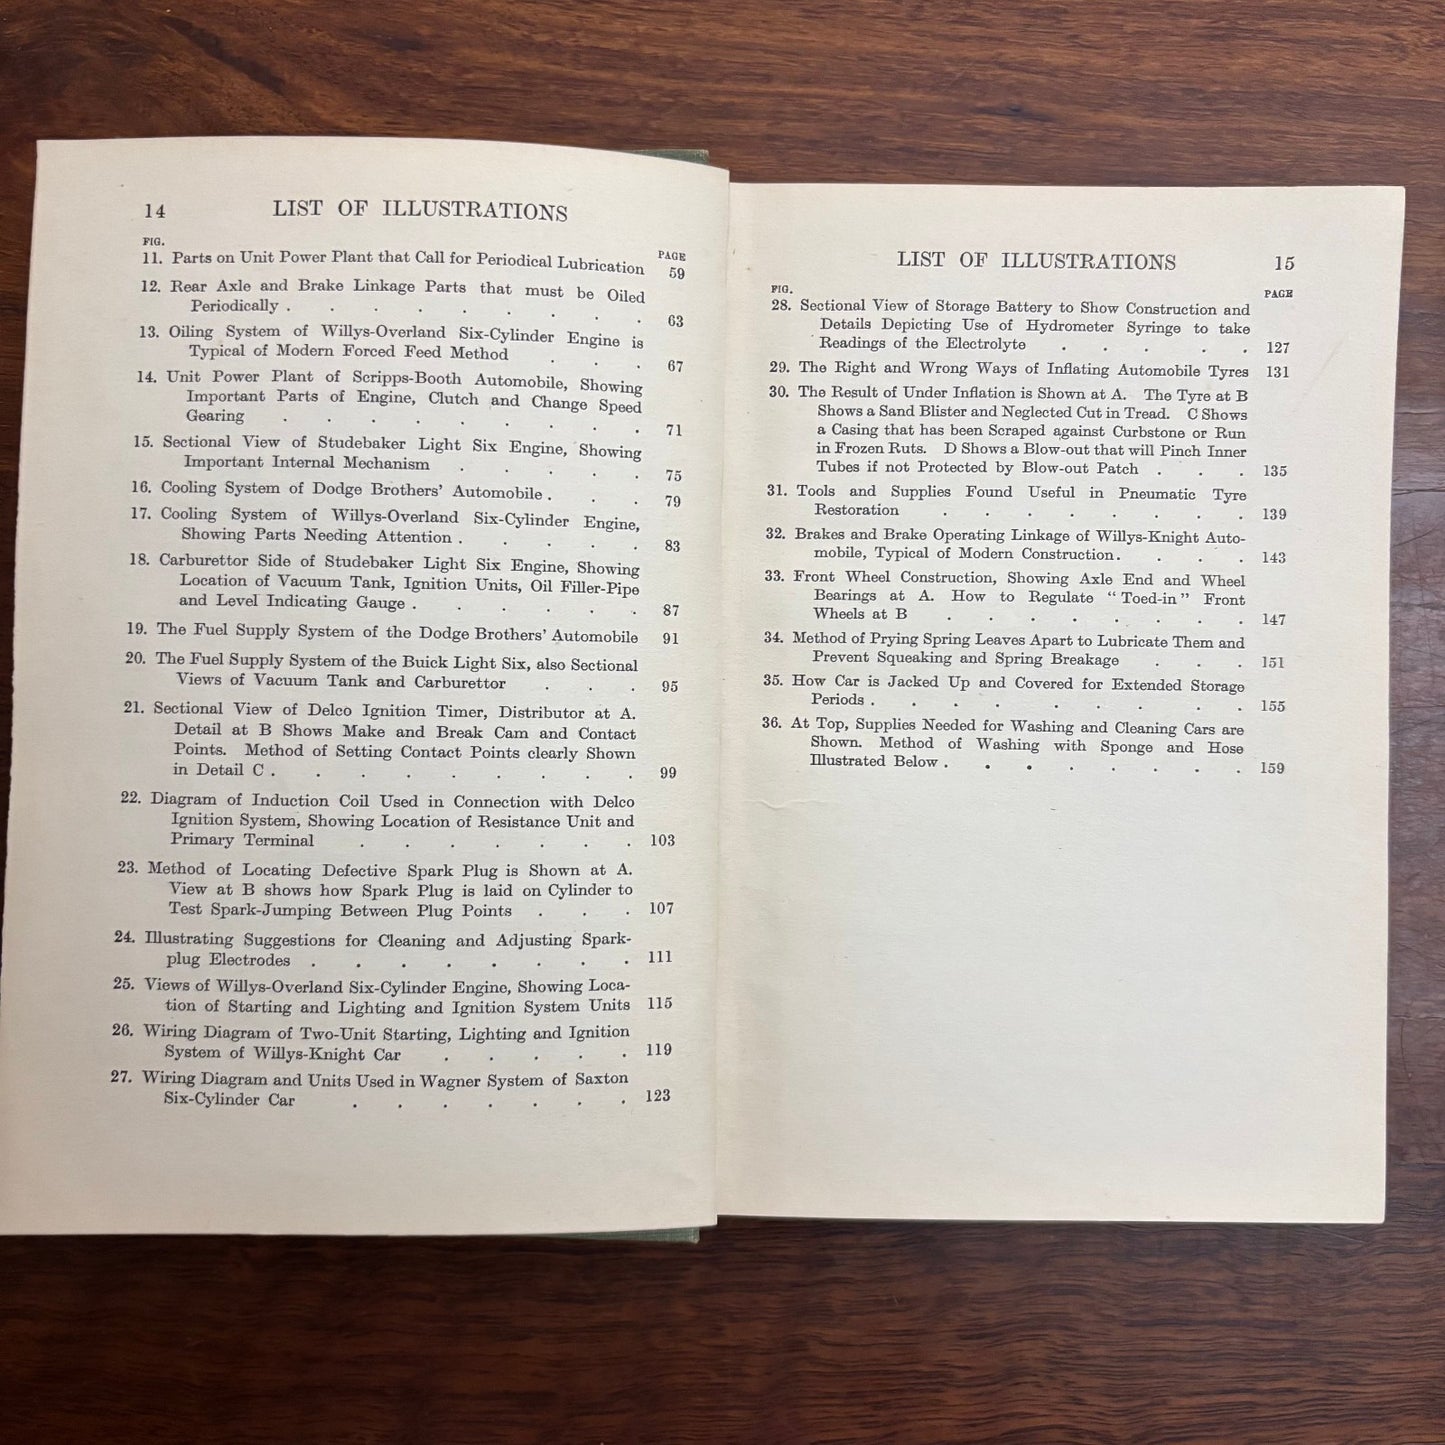 14 LIST OF ILLUSTRATIONS
FIG. PAGE
11. Parts on Unit Power Plant that Call for Periodical Lubrication 59
12. Rear Axle and Brake Linkage Parts that must be Oiled
Periodically . . . . . . . . . 63
13. Oiling System of Willys-Overland Six-Cylinder Engine is
Typical of Modern Forced Feed Method . . . 67
14. Unit Power Plant of Scripps-Booth Automobile, Showing
Important Parts of Engine, Clutch and Change Speed
Gearing . . . . . . . . . 71
15. Sectional View of Studebaker Light Six Engine, Showing
Important Internal Mechanism . . . . . 75
16. Cooling System of Dodge Brothers' Automobile . . . 79
17. Cooling System of Willys-Overland Six-Cylinder Engine,
Showing Parts Needing Attention . . . . . 83
18. Carburettor Side of Studebaker Light Six Engine, Showing
Location of Vacuum Tank, Ignition Units, Oil Filler-Pipe
and Level Indicating Gauge . . . . . . 87
19. The Fuel Supply System of the Dodge Brothers' Automobile 91
20. The Fuel Supply System of the Buick Light Six, also Sectional
Views of Vacuum Tank and Carburettor . . . 95
21. Sectional View of Delco Ignition Timer, Distributor at A.
Detail at B Shows Make and Break Cam and Contact
Points. Method of Setting Contact Points clearly Shown
in Detail C . . . . . . . . . 99
22. Diagram of Induction Coil Used in Connection with Delco
Ignition System, Showing Location of Resistance Unit and
Primary Terminal . . . . . . . 103
23. Method of Locating Defective Spark Plug is Shown at A.
View at B shows how Spark Plug is laid on Cylinder to
Test Spark-Jumping Between Plug Points . . . 107
24. Illustrating Suggestions for Cleaning and Adjusting Spark-
plug Electrodes . . . . . . . . 111
25. Views of Willys-Overland Six-Cylinder Engine, Showing Loca-
tion of Starting and Lighting and Ignition System Units 115
26. Wiring Diagram of Two-Unit Starting, Lighting and Ignition
System of Willys-Knight Car . . . . . 119
27. Wiring Diagram and Units Used in Wagner System of Saxton
Six-Cylinder Car . . . . . . . 123
LIST OF ILLUSTRATIONS 15
FIG. PAGE
28. Sectional View of Storage Battery to Show Construction and
Details Depicting Use of Hydrometer Syringe to take
Readings of the Electrolyte . . . . . 127
29. The Right and Wrong Ways of Inflating Automobile Tyres 131
30. The Result of Under Inflation is Shown at A. The Tyre at B
Shows a Sand Blister and Neglected Cut in Tread. C Shows
a Casing that has been Scraped against Curbstone or Run
in Frozen Ruts. D Shows a Blow-out that will Pinch Inner
Tubes if not Protected by Blow-out Patch . . . 135
31. Tools and Supplies Found Useful in Pneumatic Tyre
Restoration . . . . . . . . 139
32. Brakes and Brake Operating Linkage of Willys-Knight Auto-
mobile, Typical of Modern Construction . . . . 143
33. Front Wheel Construction, Showing Axle End and Wheel
Bearings at A. How to Regulate "Toed-in" Front
Wheels at B . . . . . . . . 147
34. Method of Prying Spring Leaves Apart to Lubricate Them and
Prevent Squeaking and Spring Breakage . . . 151
35. How Car is Jacked Up and Covered for Extended Storage
Periods . . . . . . . . . 155
36. At Top, Supplies Needed for Washing and Cleaning Cars are
Shown. Method of Washing with Sponge and Hose
Illustrated Below . . . . . . . . 159